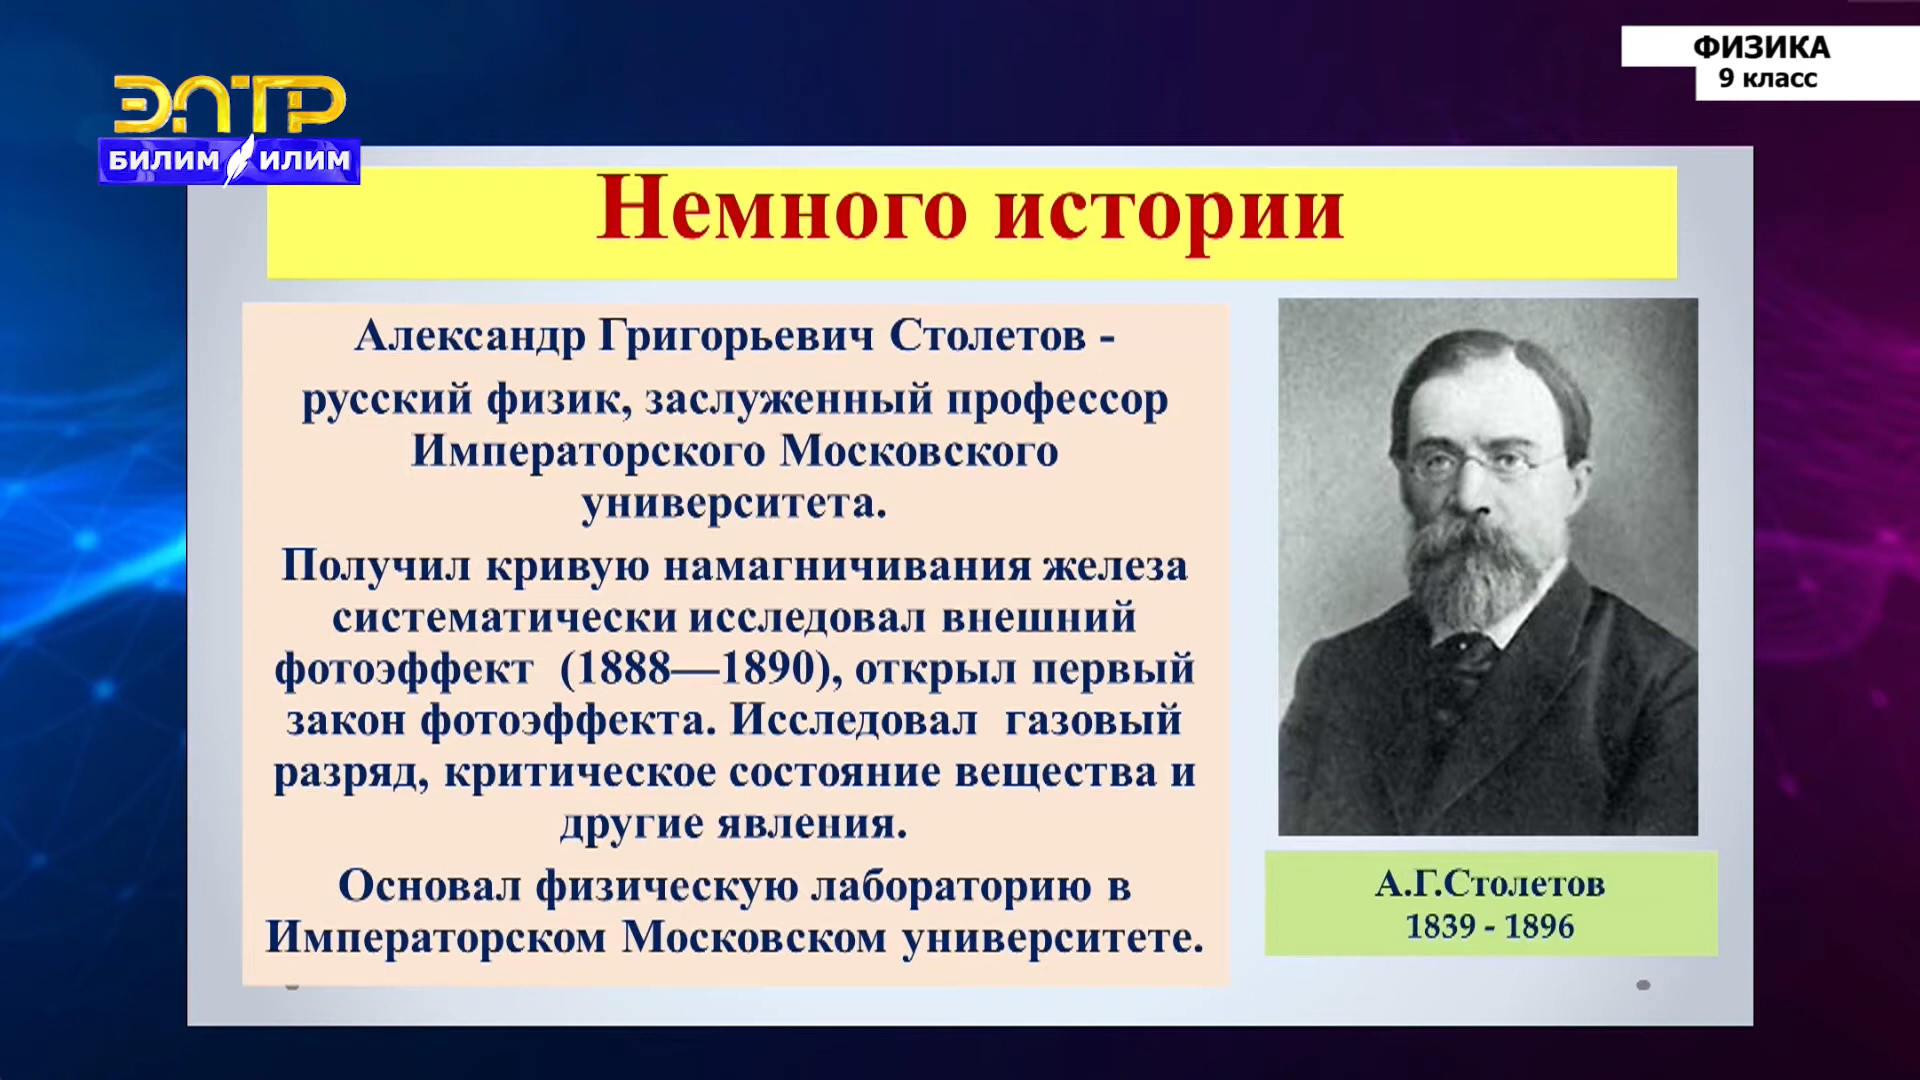 ФИЗИКА
9 класс
ЭЛТР
БИЛИМ ИЛИМ
Немного истории
Александр Григорьевич Столетов -
русский физик, заслуженный профессор
Императорского Московского
университета.
Получил кривую намагничивания железа
систематически исследовал внешний
фотоэффект (1888—1890), открыл первый
закон фотоэффекта. Исследовал газовый
разряд, критическое состояние вещества и
другие явления.
Основал физическую лабораторию в
Императорском Московском университете.
А.Г.Столетов
1839 - 1896